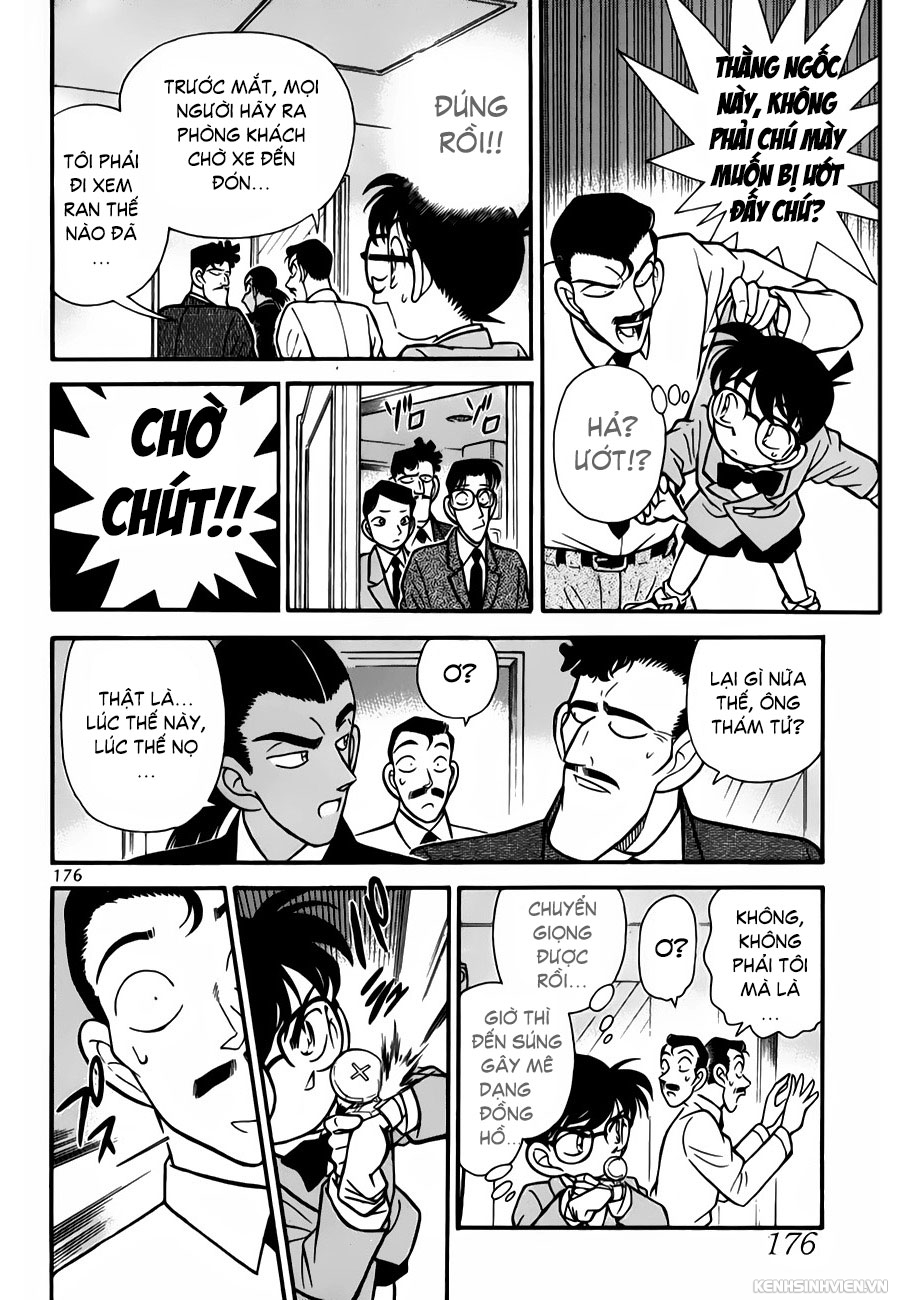 THẰNG NGỐC
NÀY, KHÔNG
PHẢI CHÚ MÀY
MUỐN BỊ ƯỚT
ĐẤY CHỨ?
HẢ?
ƯỚT!?
ĐÚNG
RỒI!!
TRƯỚC MẮT, MỌI
NGƯỜI HÃY RA
PHÒNG KHÁCH
CHỜ XE ĐẾN
ĐÓN...
TÔI PHẢI
ĐI XEM
RAN THẾ
NÀO ĐÃ
...
ゾロ
ゾロ
CHỜ
CHÚT!!
LẠI GÌ NỮA
THẾ, ÔNG
THÁM TỬ?
Ơ?
THẬT LÀ...
LÚC THẾ NÀY,
LÚC THẾ NỌ
...
176
KHÔNG,
KHÔNG
PHẢI TÔI
MÀ LÀ
...
Ơ?
CHUYỂN
GIỌNG
ĐƯỢC
RỒI...
GIỜ THÌ
ĐẾN SÚNG
GÂY MÊ
DẠNG
ĐỒNG
HỒ...
176
KENHSINHVIEN.VN